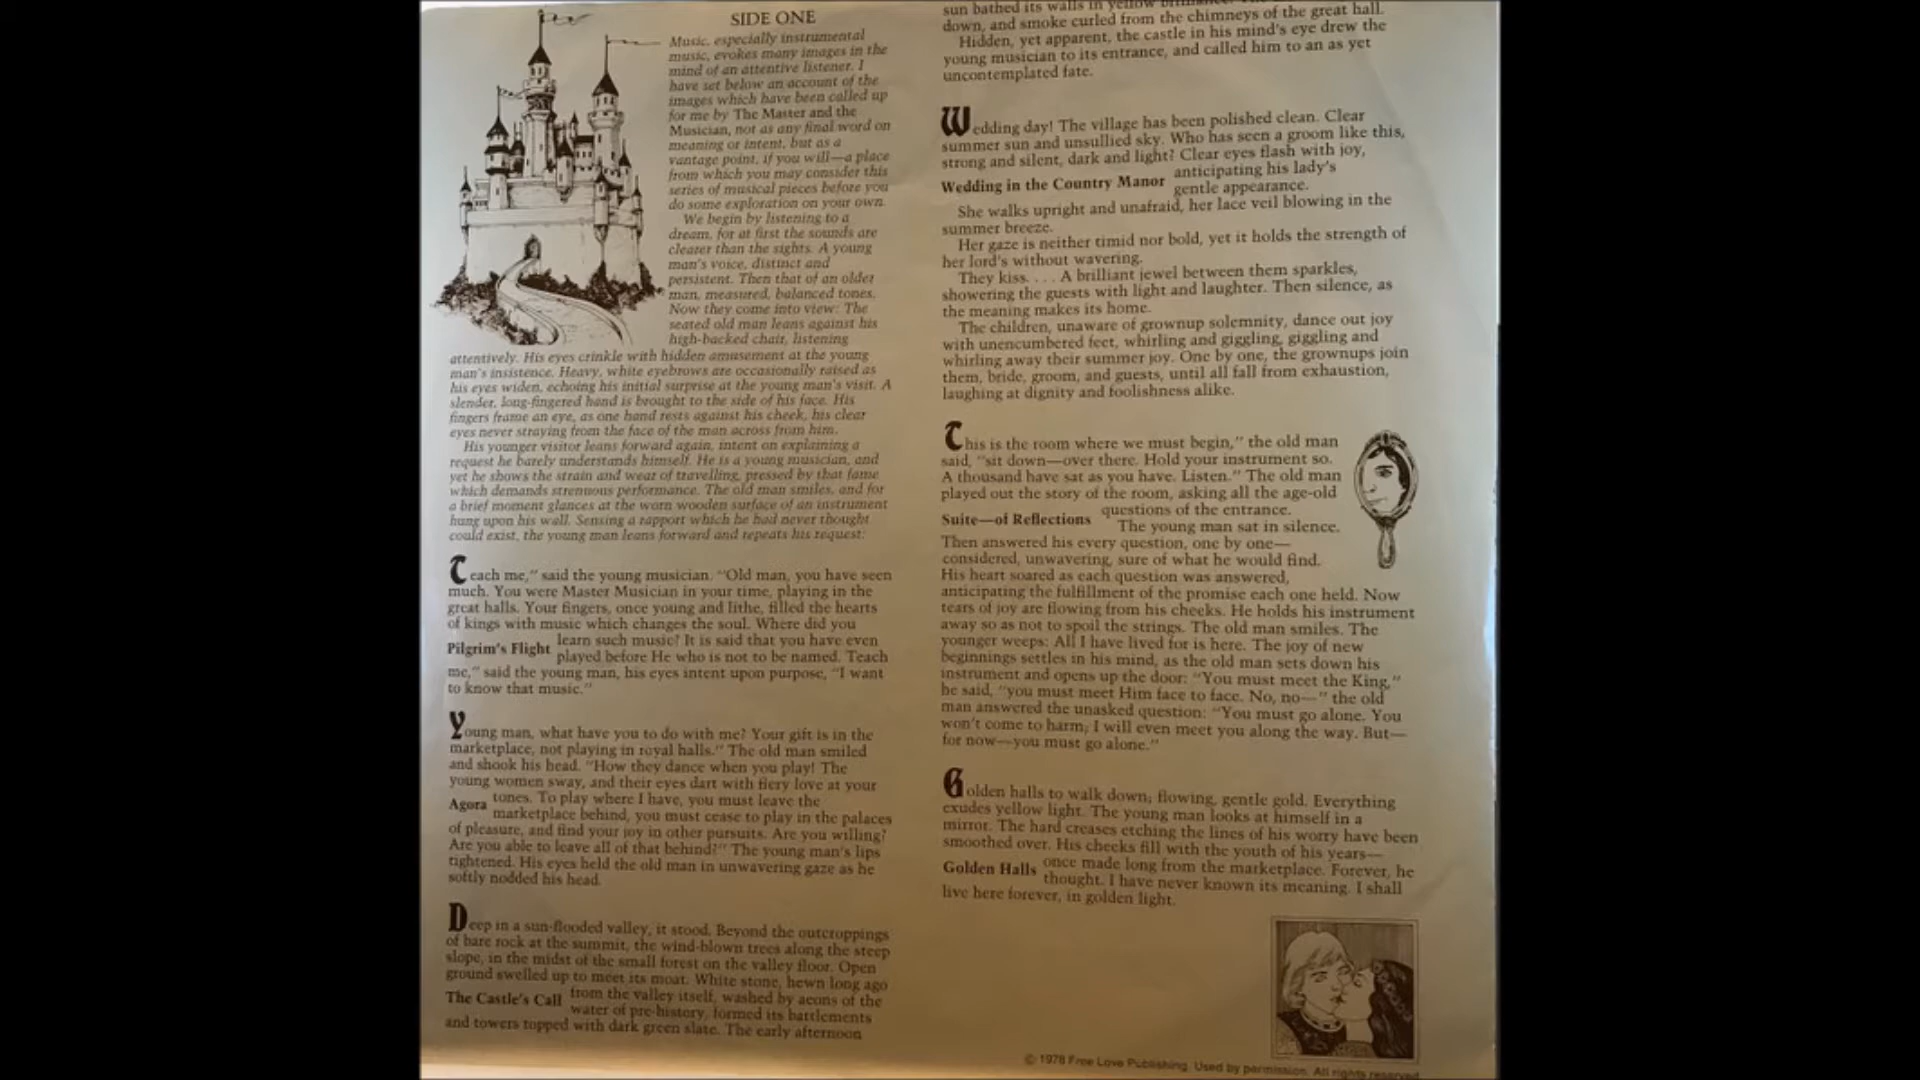 SIDE ONE
Music, especially instrumental
music, evokes many images in the
mind of an attentive listener. I
have set below an account of the
images which have been called up
for me by The Master and the
Musician, not as any final word on
meaning or intent, but as a
vantage point, if you will—a place
from which you may consider this
series of musical pieces before you
do some exploration on your own.
We begin by listening to a
dream, for at first the sounds are
clearer than the sights. A young
man's voice, distinct and
persistent. Then that of an older
man, measured, balanced tones.
Now they come into view: The
seated old man leans against his
high-backed chair, listening
attentively. His eyes crinkle with hidden amusement at the young
man's insistence. Heavy, white eyebrows are occasionally raised as
his eyes widen, echoing his initial surprise at the young man's visit. A
slender, long-fingered hand is brought to the side of his face. His
fingers frame an eye, as one hand rests against his cheek, his clear
eyes never straying from the face of the man across from him.
His younger visitor leans forward again, intent on explaining a
request he barely understands himself. He is a young musician, and
yet he shows the strain and wear of travelling, pressed by that fame
which demands strenuous performance. The old man smiles, and for
a brief moment glances at the worn wooden surface of an instrument
hung upon his wall. Sensing a rapport which he had never thought
could exist, the young man leans forward and repeats his request:
Teach me," said the young musician. "Old man, you have seen
much. You were Master Musician in your time, playing in the
great halls. Your fingers, once young and lithe, filled the hearts
of kings with music which changes the soul. Where did you
learn such music? It is said that you have even
Pilgrim's Flight played before He who is not to be named. Teach
me," said the young man, his eyes intent upon purpose, "I want
to know that music."
Young man, what have you to do with me? Your gift is in the
marketplace, not playing in royal halls." The old man smiled
and shook his head. "How they dance when you play! The
young women sway, and their eyes dart with fiery love at your
Agora tones. To play where I have, you must leave the
marketplace behind, you must cease to play in the palaces
of pleasure, and find your joy in other pursuits. Are you willing?
Are you able to leave all of that behind?" The young man's lips
tightened. His eyes held the old man in unwavering gaze as he
softly nodded his head.
Deep in a sun-flooded valley, it stood. Beyond the outcroppings
of bare rock at the summit, the wind-blown trees along the steep
slope, in the midst of the small forest on the valley floor. Open
ground swelled up to meet its moat. White stone, hewn long ago
The Castle's Call from the valley itself, washed by aeons of the
water of pre-history, formed its battlements
and towers topped with dark green slate. The early afternoon
sun bathed its walls in yellow
down, and smoke curled from the chimneys of the great hall.
Hidden, yet apparent, the castle in his mind's eye drew the
young musician to its entrance, and called him to an as yet
uncontemplated fate.
Wedding day! The village has been polished clean. Clear
summer sun and unsullied sky. Who has seen a groom like this,
strong and silent, dark and light? Clear eyes flash with joy,
anticipating his lady's
Wedding in the Country Manor gentle appearance.
She walks upright and unafraid, her lace veil blowing in the
summer breeze.
Her gaze is neither timid nor bold, yet it holds the strength of
her lord's without wavering.
They kiss. . . . A brilliant jewel between them sparkles,
showering the guests with light and laughter. Then silence, as
the meaning makes its home.
The children, unaware of grownup solemnity, dance out joy
with unencumbered feet, whirling and giggling, giggling and
whirling away their summer joy. One by one, the grownups join
them, bride, groom, and guests, until all fall from exhaustion,
laughing at dignity and foolishness alike.
This is the room where we must begin," the old man
said, "sit down—over there. Hold your instrument so.
A thousand have sat as you have. Listen." The old man
played out the story of the room, asking all the age-old
questions of the entrance.
Suite—of Reflections The young man sat in silence.
Then answered his every question, one by one—
considered, unwavering, sure of what he would find.
His heart soared as each question was answered,
anticipating the fulfillment of the promise each one held. Now
tears of joy are flowing from his cheeks. He holds his instrument
away so as not to spoil the strings. The old man smiles. The
younger weeps: All I have lived for is here. The joy of new
beginnings settles in his mind, as the old man sets down his
instrument and opens up the door: "You must meet the King,"
he said, "you must meet Him face to face. No, no—" the old
man answered the unasked question: "You must go alone. You
won't come to harm; I will even meet you along the way. But—
for now—you must go alone."
Golden halls to walk down; flowing, gentle gold. Everything
exudes yellow light. The young man looks at himself in a
mirror. The hard creases etching the lines of his worry have been
smoothed over. His cheeks fill with the youth of his years—
Golden Halls once made long from the marketplace. Forever, he
thought. I have never known its meaning. I shall
live here forever, in golden light.
© 1978 Free Love Publishing. Used by permission. All rights reserved.